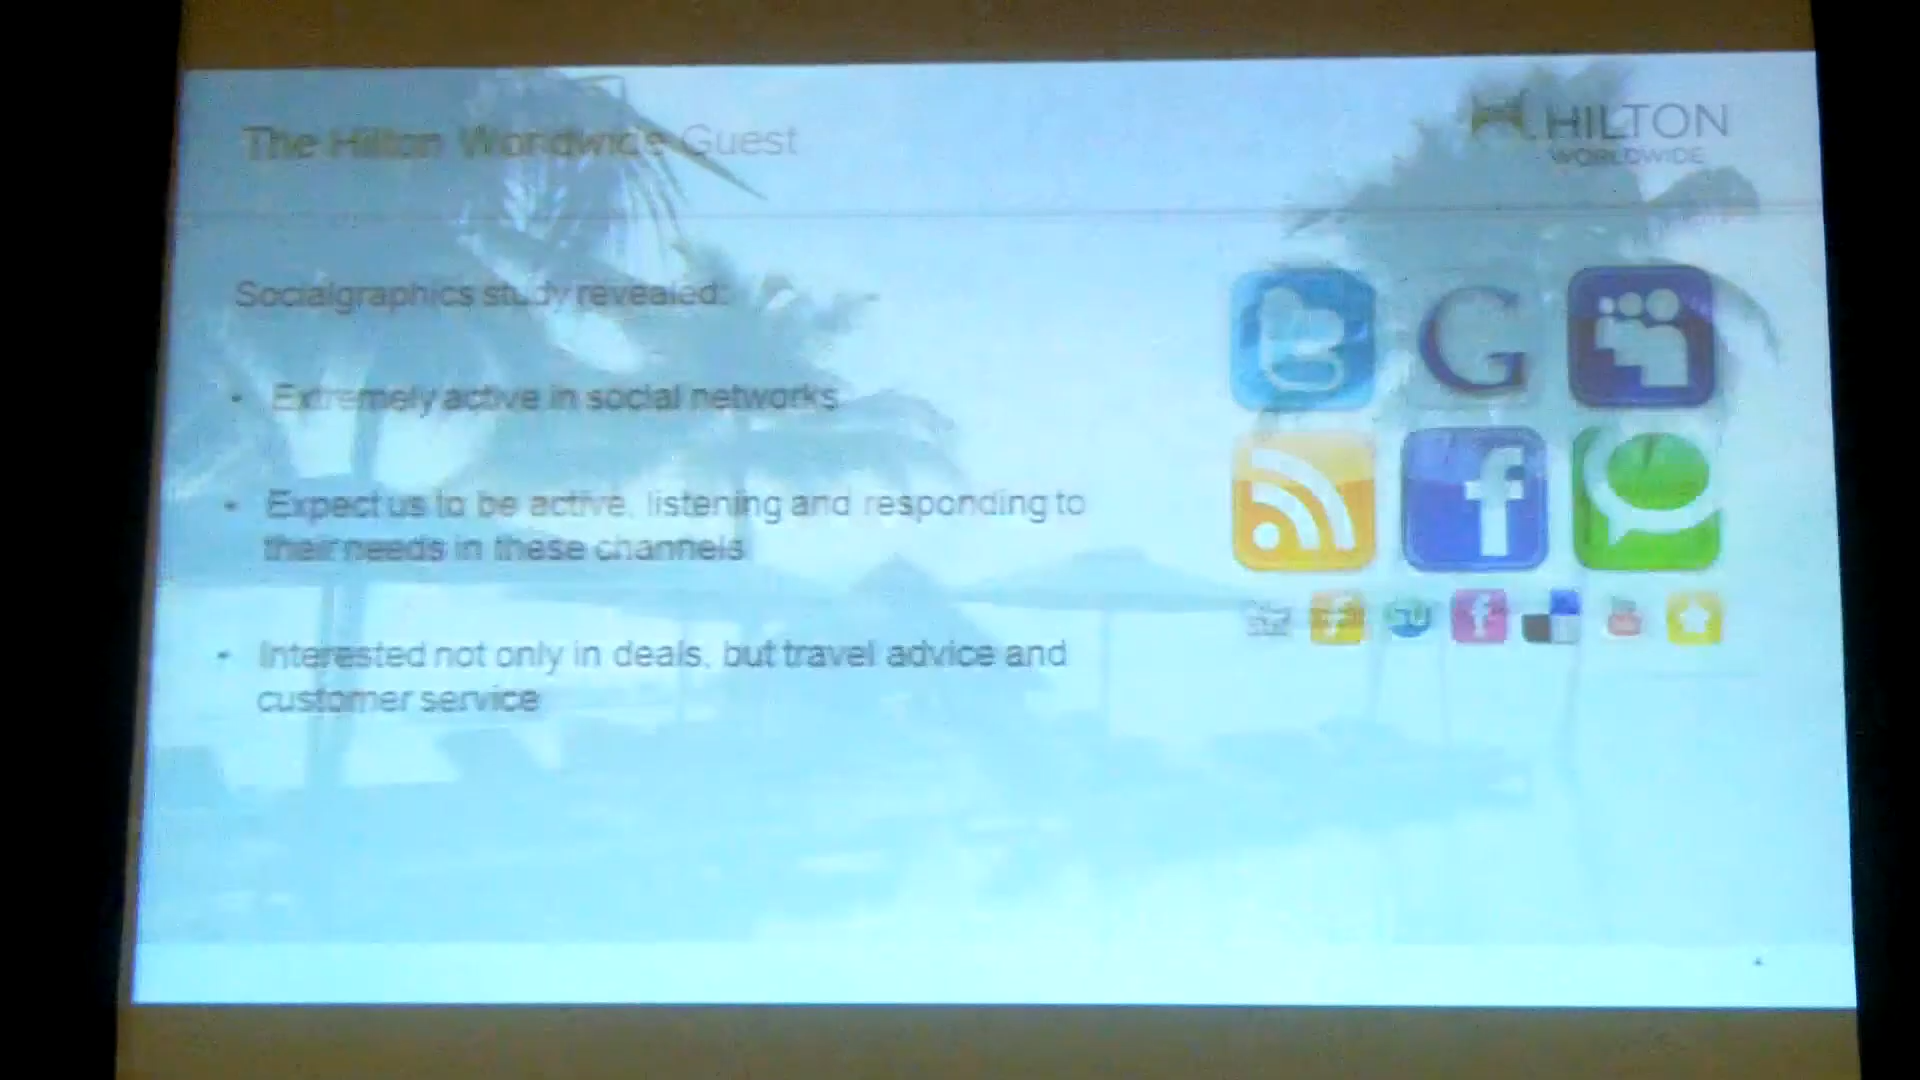 The Hilton Worldwide Guest
HILTON
WORLDWIDE
Socialgraphics study revealed:
• Extremely active in social networks
• Expect us to be active, listening and responding to
their needs in these channels
• Interested not only in deals, but travel advice and
customer service
G
f